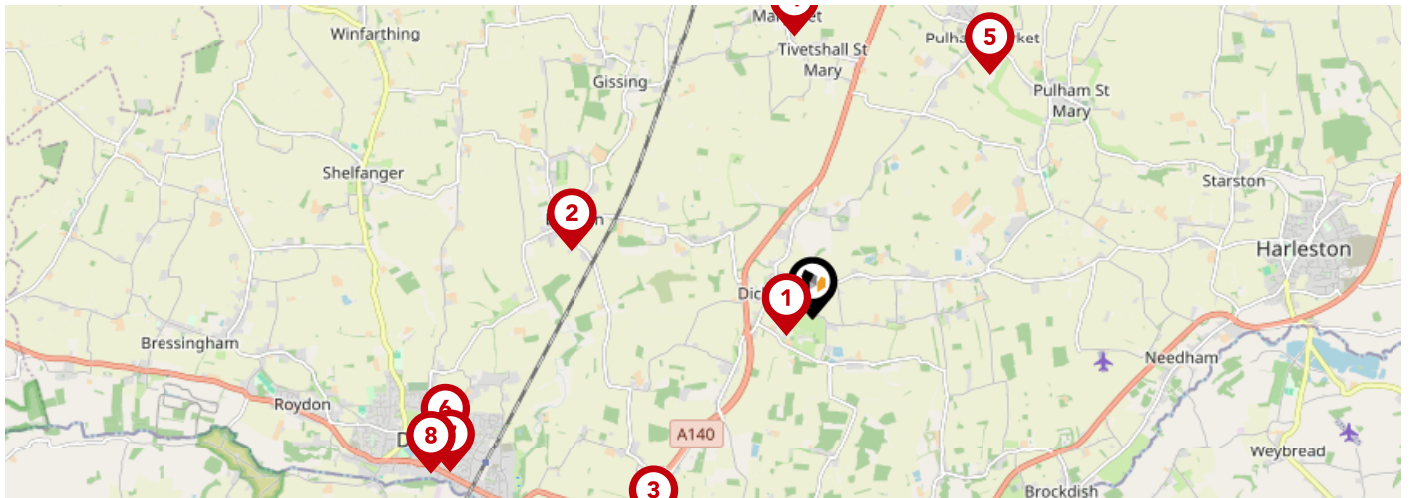 Winfarthing
Tivetshall St
Mary
5
Gissing
Pulham St
Mary
Shelfanger
Starston
2
Harleston
1
Bressingham
Needham
Roydon
6
8
A140
Weybread
3
Brockdish